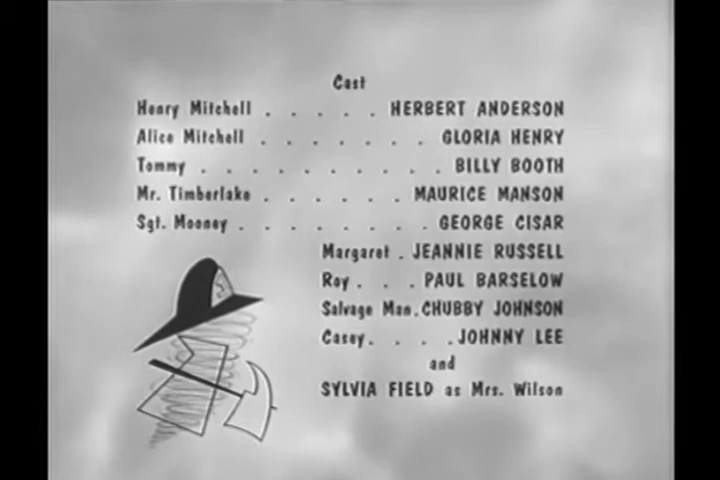 Cast
Henry Mitchell . . . . . HERBERT ANDERSON
Alice Mitchell . . . . . . . GLORIA HENRY
Tommy . . . . . . . . . . BILLY BOOTH
Mr. Timberlake . . . . . . MAURICE MANSON
Sgt. Mooney . . . . . . . . GEORGE CISAR
Margaret . JEANNIE RUSSELL
Roy . . . PAUL BARSELOW
Salvage Man . CHUBBY JOHNSON
Casey . . . . JOHNNY LEE
and
SYLVIA FIELD as Mrs. Wilson